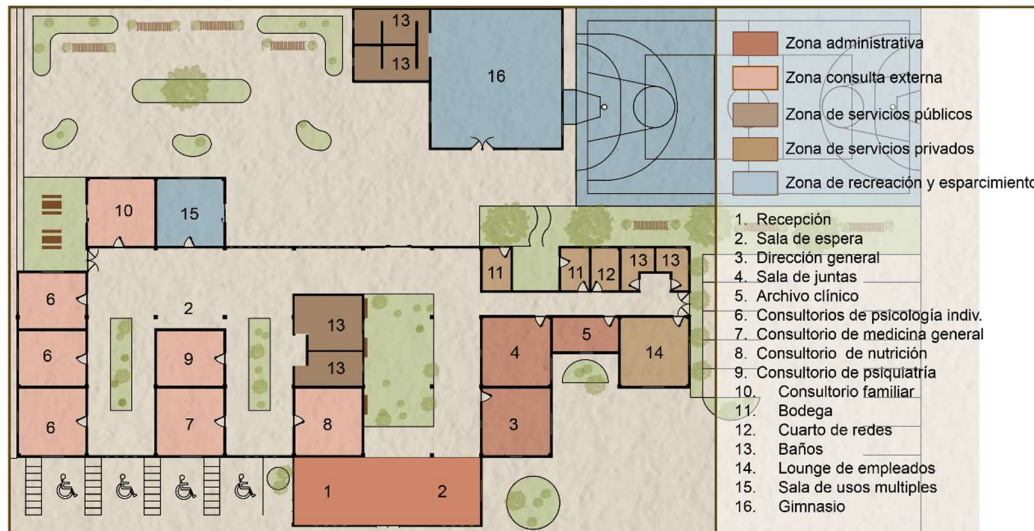 13
13
16
10
15
11
11
12
13
13
6
2
13
6
9
13
4
5
14
6
7
8
3
1
2
Zona administrativa
Zona consulta externa
Zona de servicios públicos
Zona de servicios privados
Zona de recreación y esparcimiento
1. Recepción
2. Sala de espera
3. Dirección general
4. Sala de juntas
5. Archivo clínico
6. Consultorios de psicología indiv.
7. Consultorio de medicina general
8. Consultorio de nutrición
9. Consultorio de psiquiatría
10. Consultorio familiar
11. Bodega
12. Cuarto de redes
13. Baños
14. Lounge de empleados
15. Sala de usos multiples
16. Gimnasio